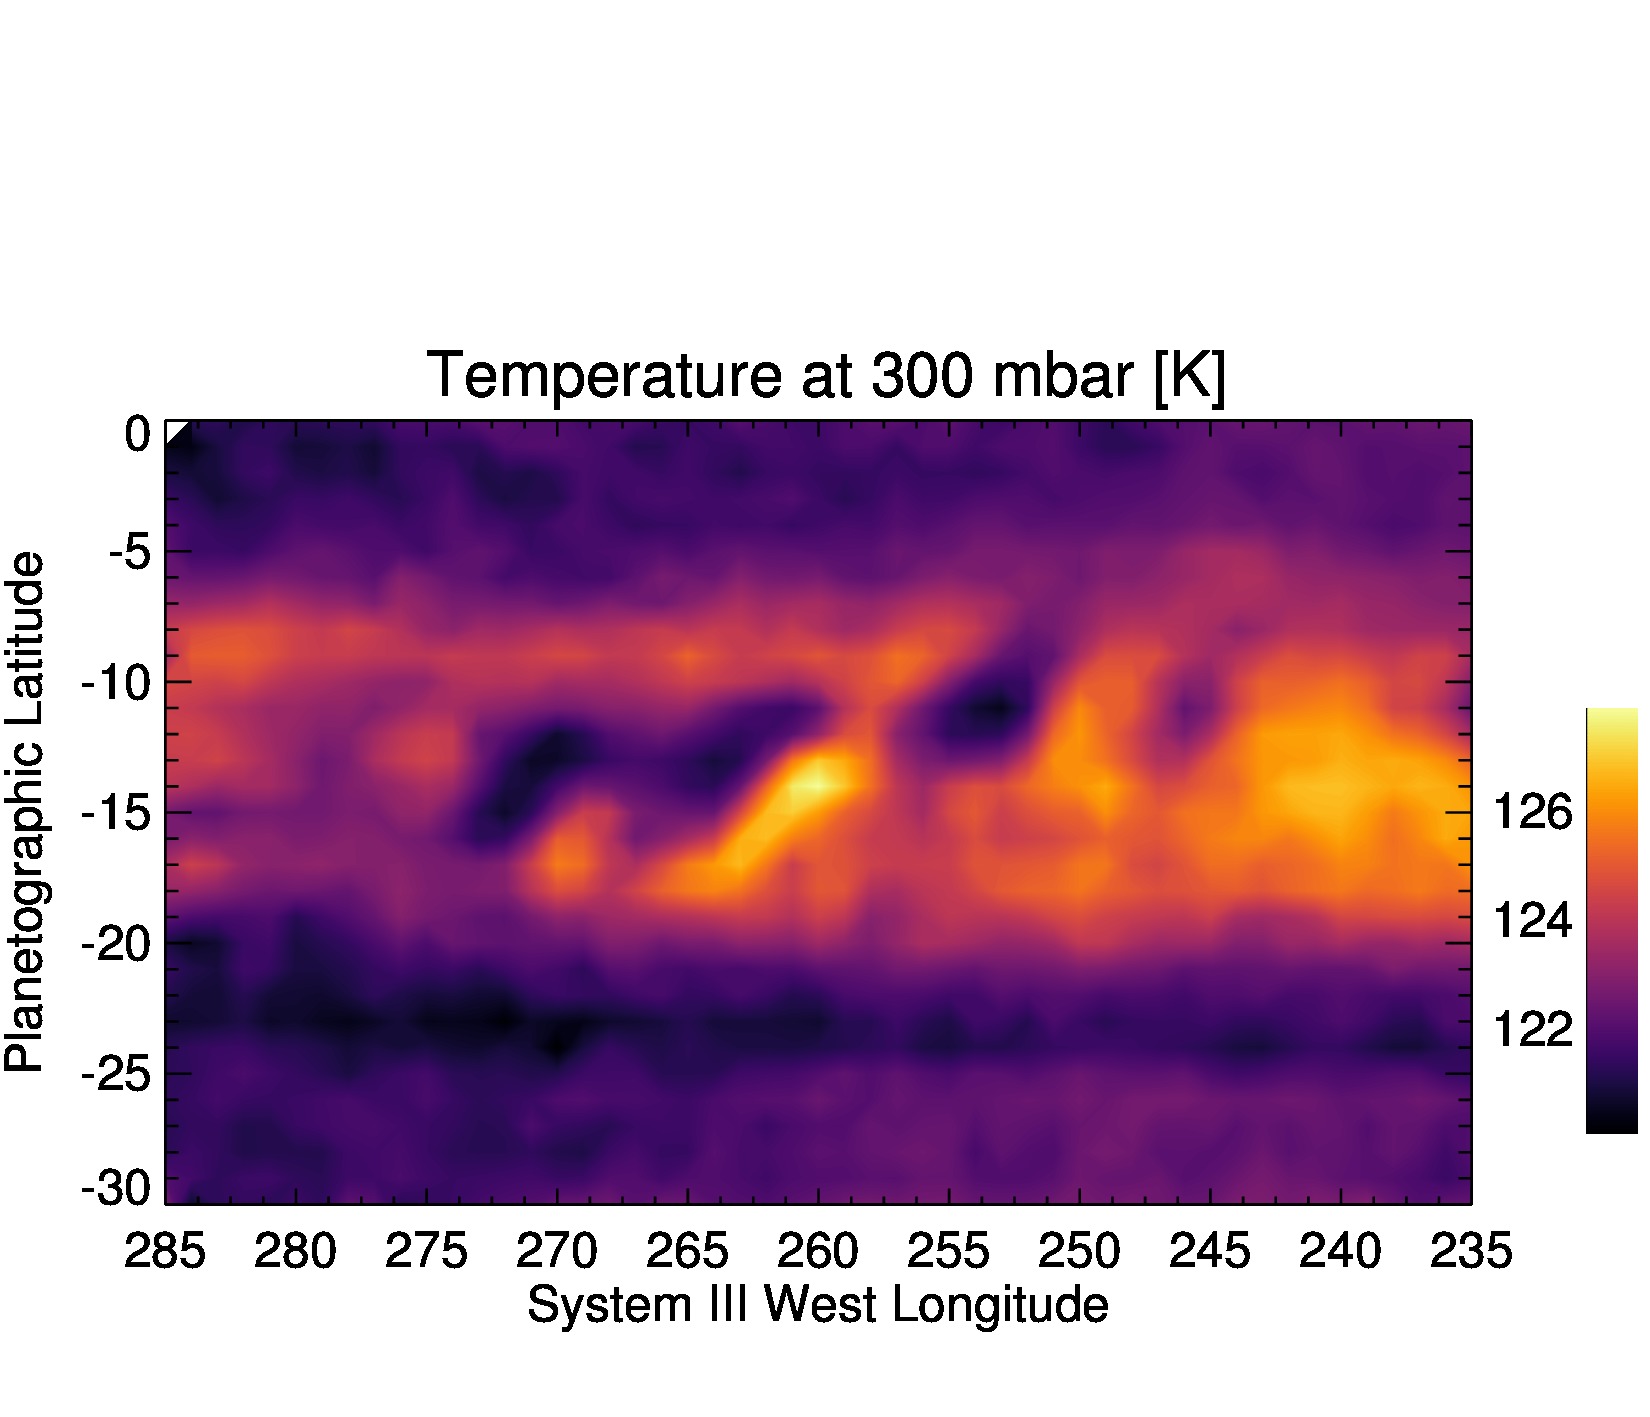 Temperature at 300 mbar [K]
0
-5
-10
-15
-20
-25
-30
Planetographic Latitude
285 280 275 270 265 260 255 250 245 240 235
System III West Longitude
126
124
122